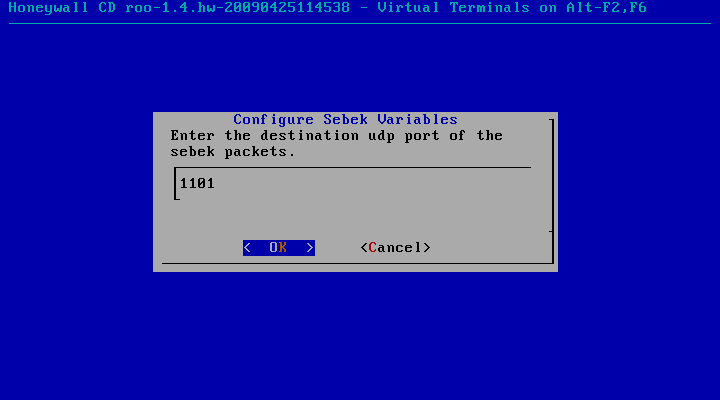 Honeywall CD roo-1.4.hw-20090425114538 - Virtual Terminals on Alt-F2,F6
Configure Sebek Variables
Enter the destination udp port of the
sebek packets.
1101
<  OK  > <Cancel>